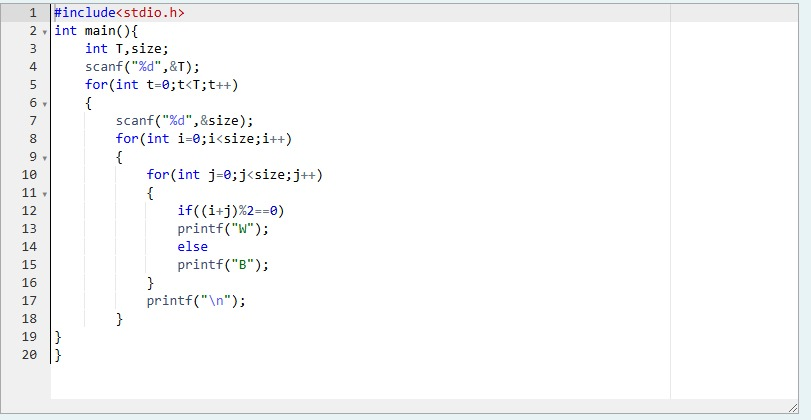 1 #include<stdio.h>
2 int main(){
3 int T,size;
4 scanf("%d",&T);
5 for(int t=0;t<T;t++)
6 {
7 scanf("%d",&size);
8 for(int i=0;i<size;i++)
9 {
10 for(int j=0;j<size;j++)
11 {
12 if((i+j)%2==0)
13 printf("W");
14 else
15 printf("B");
16 }
17 printf("\n");
18 }
19 }
20 }